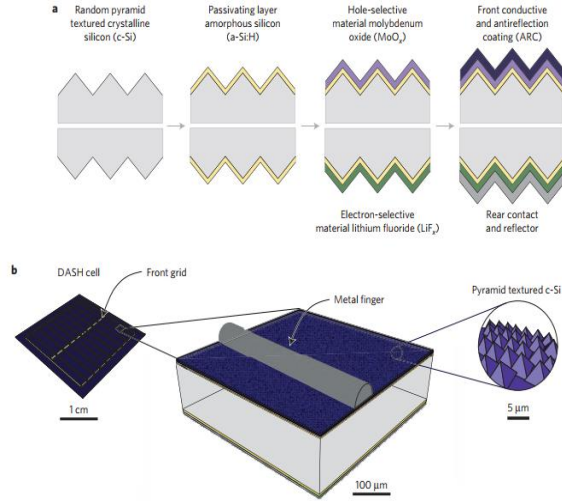 a
Random pyramid
textured crystalline
silicon (c-Si)
Passivating layer
amorphous silicon
(a-Si:H)
Hole-selective
material molybdenum
oxide (MoOₓ)
Front conductive
and antireflection
coating (ARC)
Electron-selective
material lithium fluoride (LiFₓ)
Rear contact
and reflector
b
DASH cell
Front grid
Metal finger
Pyramid textured c-Si
1 cm
100 μm
5 μm